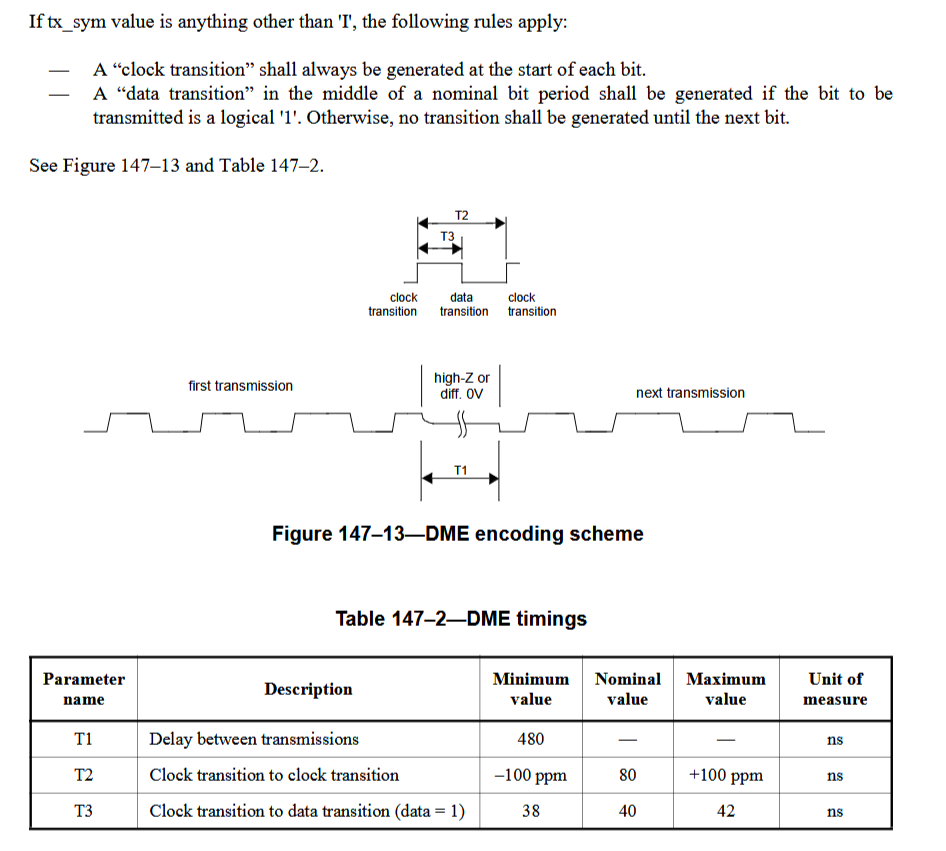 If tx_sym value is anything other than 'I', the following rules apply:
— A “clock transition” shall always be generated at the start of each bit.
— A “data transition” in the middle of a nominal bit period shall be generated if the bit to be
transmitted is a logical '1'. Otherwise, no transition shall be generated until the next bit.
See Figure 147–13 and Table 147–2.
T2
T3
clock data clock
transition transition transition
first transmission
high-Z or
diff. 0V
next transmission
T1
Figure 147–13—DME encoding scheme
Table 147–2—DME timings
Parameter name Description Minimum value Nominal value Maximum value Unit of measure
T1 Delay between transmissions 480 — — ns
T2 Clock transition to clock transition –100 ppm 80 +100 ppm ns
T3 Clock transition to data transition (data = 1) 38 40 42 ns